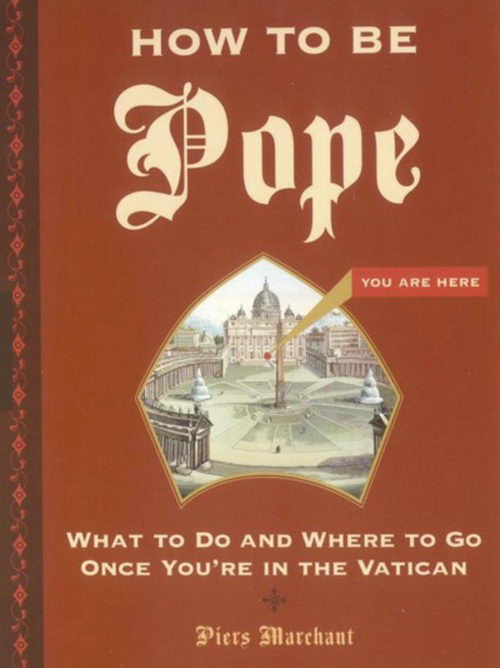 HOW TO BE
Pope
YOU ARE HERE
WHAT TO DO AND WHERE TO GO
ONCE YOU'RE IN THE VATICAN
Piers Marchant